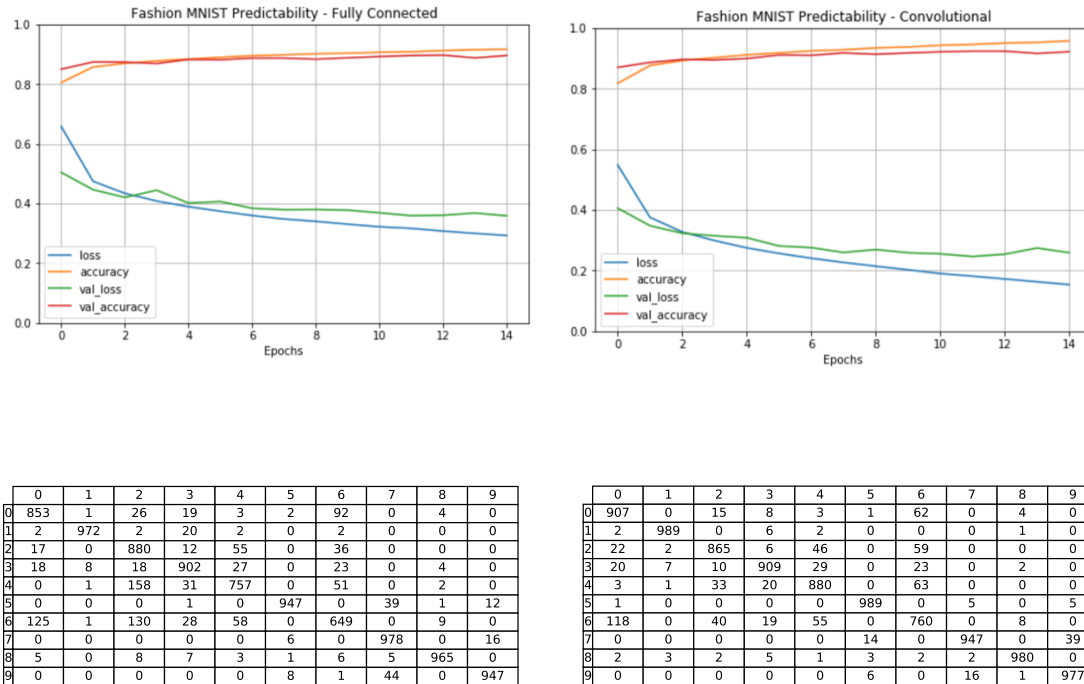 Fashion MNIST Predictability - Fully Connected
1.0
0.8
0.6
0.4
0.2
0.0
loss
accuracy
val_loss
val_accuracy
0 2 4 6 8 10 12 14
Epochs
Fashion MNIST Predictability - Convolutional
1.0
0.8
0.6
0.4
0.2
0.0
loss
accuracy
val_loss
val_accuracy
0 2 4 6 8 10 12 14
Epochs
0 1 2 3 4 5 6 7 8 9
0 853 1 26 19 3 2 92 0 4 0
1 2 972 2 20 2 0 2 0 0 0
2 17 0 880 12 55 0 36 0 0 0
3 18 8 18 902 27 0 23 0 4 0
4 0 1 158 31 757 0 51 0 2 0
5 0 0 0 1 0 947 0 39 1 12
6 125 1 130 28 58 0 649 0 9 0
7 0 0 0 0 0 6 0 978 0 16
8 5 0 8 7 3 1 6 5 965 0
9 0 0 0 0 0 8 1 44 0 947
0 1 2 3 4 5 6 7 8 9
0 907 0 15 8 3 1 62 0 4 0
1 2 989 0 6 2 0 0 0 1 0
2 22 2 865 6 46 0 59 0 0 0
3 20 7 10 909 29 0 23 0 2 0
4 3 1 33 20 880 0 63 0 0 0
5 1 0 0 0 0 989 0 5 0 5
6 118 0 40 19 55 0 760 0 8 0
7 0 0 0 0 0 14 0 947 0 39
8 2 3 2 5 1 3 2 2 980 0
9 0 0 0 0 0 6 0 16 1 977